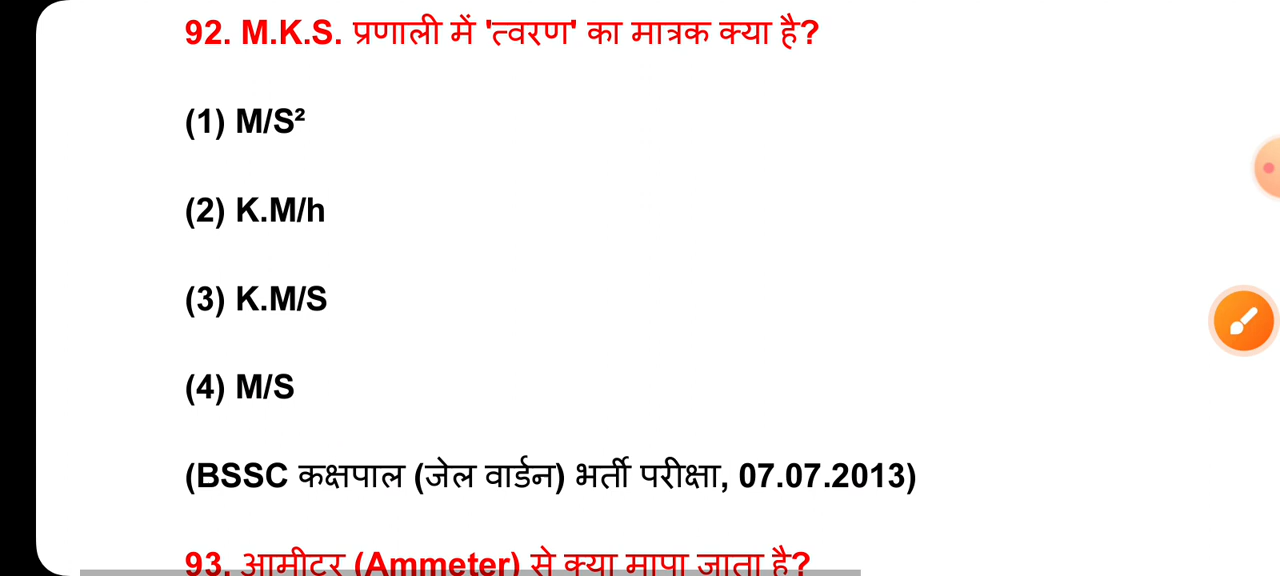 92. M.K.S. प्रणाली में 'त्वरण' का मात्रक क्या है?
(1) M/S²
(2) K.M/h
(3) K.M/S
(4) M/S
(BSSC कक्षपाल (जेल वार्डन) भर्ती परीक्षा, 07.07.2013)
93. आमीटर (Ammeter) से क्या मापा जाता है?